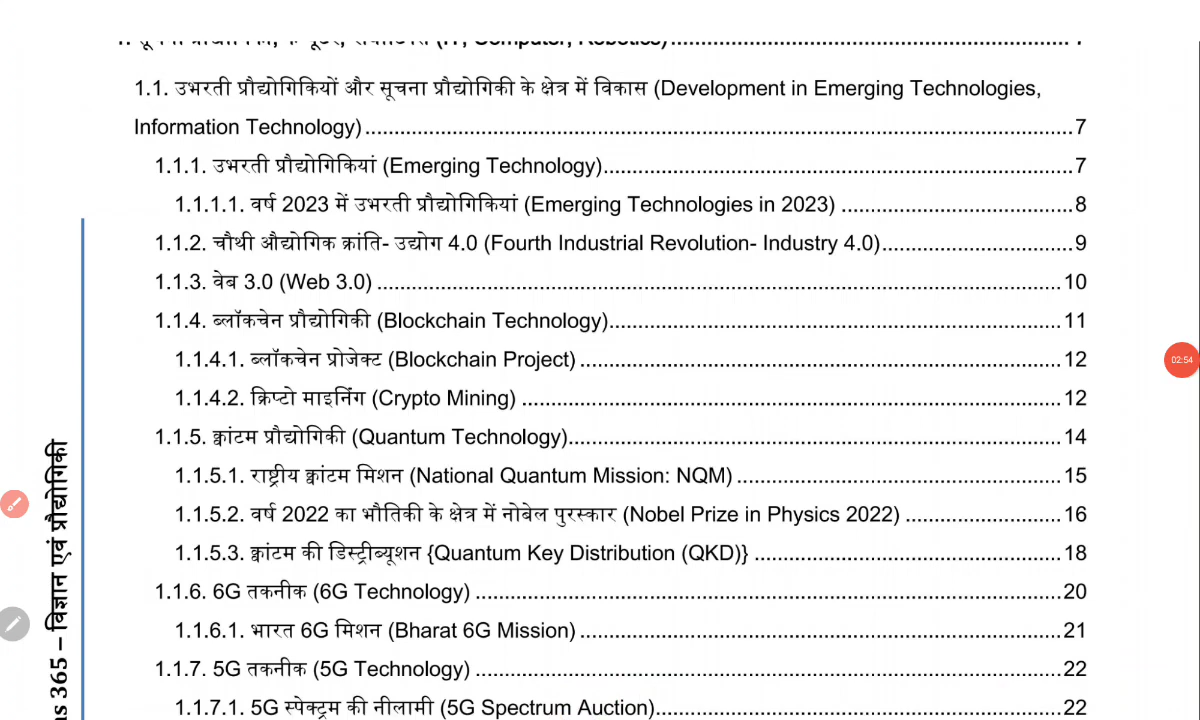 (IT, Computer, Robotics)
1.1. उभरती प्रौद्योगिकियों और सूचना प्रौद्योगिकी के क्षेत्र में विकास (Development in Emerging Technologies,
Information Technology)....................7
1.1.1. उभरती प्रौद्योगिकियां (Emerging Technology)....................7
1.1.1.1. वर्ष 2023 में उभरती प्रौद्योगिकियां (Emerging Technologies in 2023) ....................8
1.1.2. चौथी औद्योगिक क्रांति- उद्योग 4.0 (Fourth Industrial Revolution- Industry 4.0)....................9
1.1.3. वेब 3.0 (Web 3.0) ....................10
1.1.4. ब्लॉकचेन प्रौद्योगिकी (Blockchain Technology)....................11
1.1.4.1. ब्लॉकचेन प्रोजेक्ट (Blockchain Project) ....................12
1.1.4.2. क्रिप्टो माइनिंग (Crypto Mining) ....................12
1.1.5. क्वांटम प्रौद्योगिकी (Quantum Technology)....................14
1.1.5.1. राष्ट्रीय क्वांटम मिशन (National Quantum Mission: NQM) ....................15
1.1.5.2. वर्ष 2022 का भौतिकी के क्षेत्र में नोबेल पुरस्कार (Nobel Prize in Physics 2022) ....................16
1.1.5.3. क्वांटम की डिस्ट्रीब्यूशन {Quantum Key Distribution (QKD)} ....................18
1.1.6. 6G तकनीक (6G Technology) ....................20
1.1.6.1. भारत 6G मिशन (Bharat 6G Mission) ....................21
1.1.7. 5G तकनीक (5G Technology) ....................22
1.1.7.1. 5G स्पेक्ट्रम की नीलामी (5G Spectrum Auction)....................22
365 – विज्ञान एवं प्रौद्योगिकी
02:54